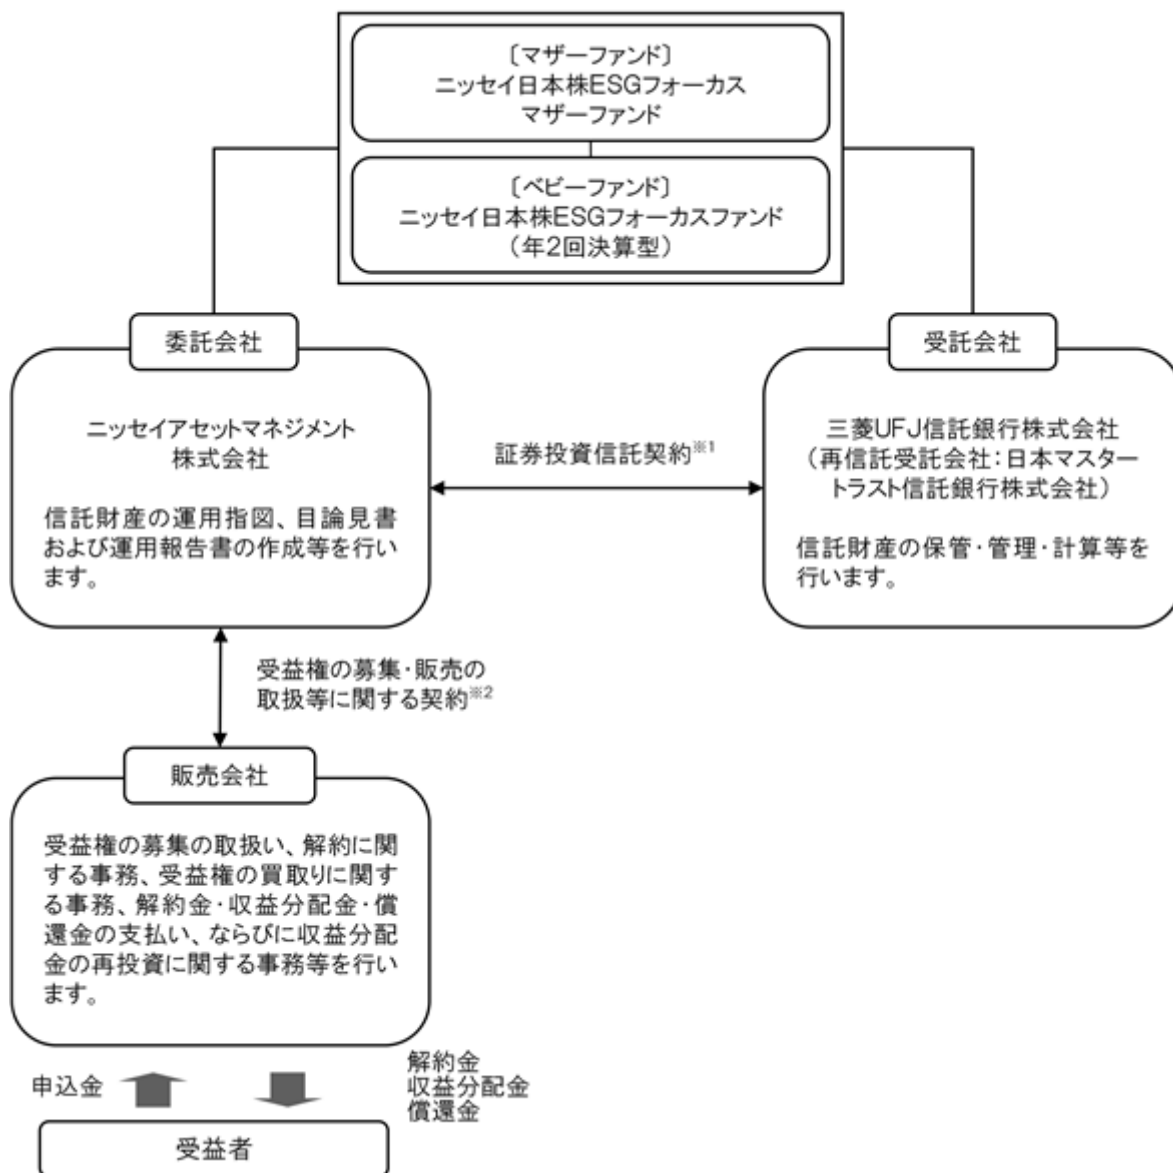 〔マザーファンド〕
ニッセイ日本株ESGフォーカス
マザーファンド
〔ベビーファンド〕
ニッセイ日本株ESGフォーカスファンド
（年2回決算型）
委託会社
ニッセイアセットマネジメント
株式会社
信託財産の運用指図、目論見書
および運用報告書の作成等を行い
ます。
証券投資信託契約※1
受託会社
三菱UFJ信託銀行株式会社
（再信託受託会社：日本マスター
トラスト信託銀行株式会社）
信託財産の保管・管理・計算等を
行います。
受益権の募集・販売の
取扱等に関する契約※2
販売会社
受益権の募集の取扱い、解約に関
する事務、受益権の買取りに関す
る事務、解約金・収益分配金・償
還金の支払い、ならびに収益分配
金の再投資に関する事務等を行い
ます。
申込金
解約金
収益分配金
償還金
受益者